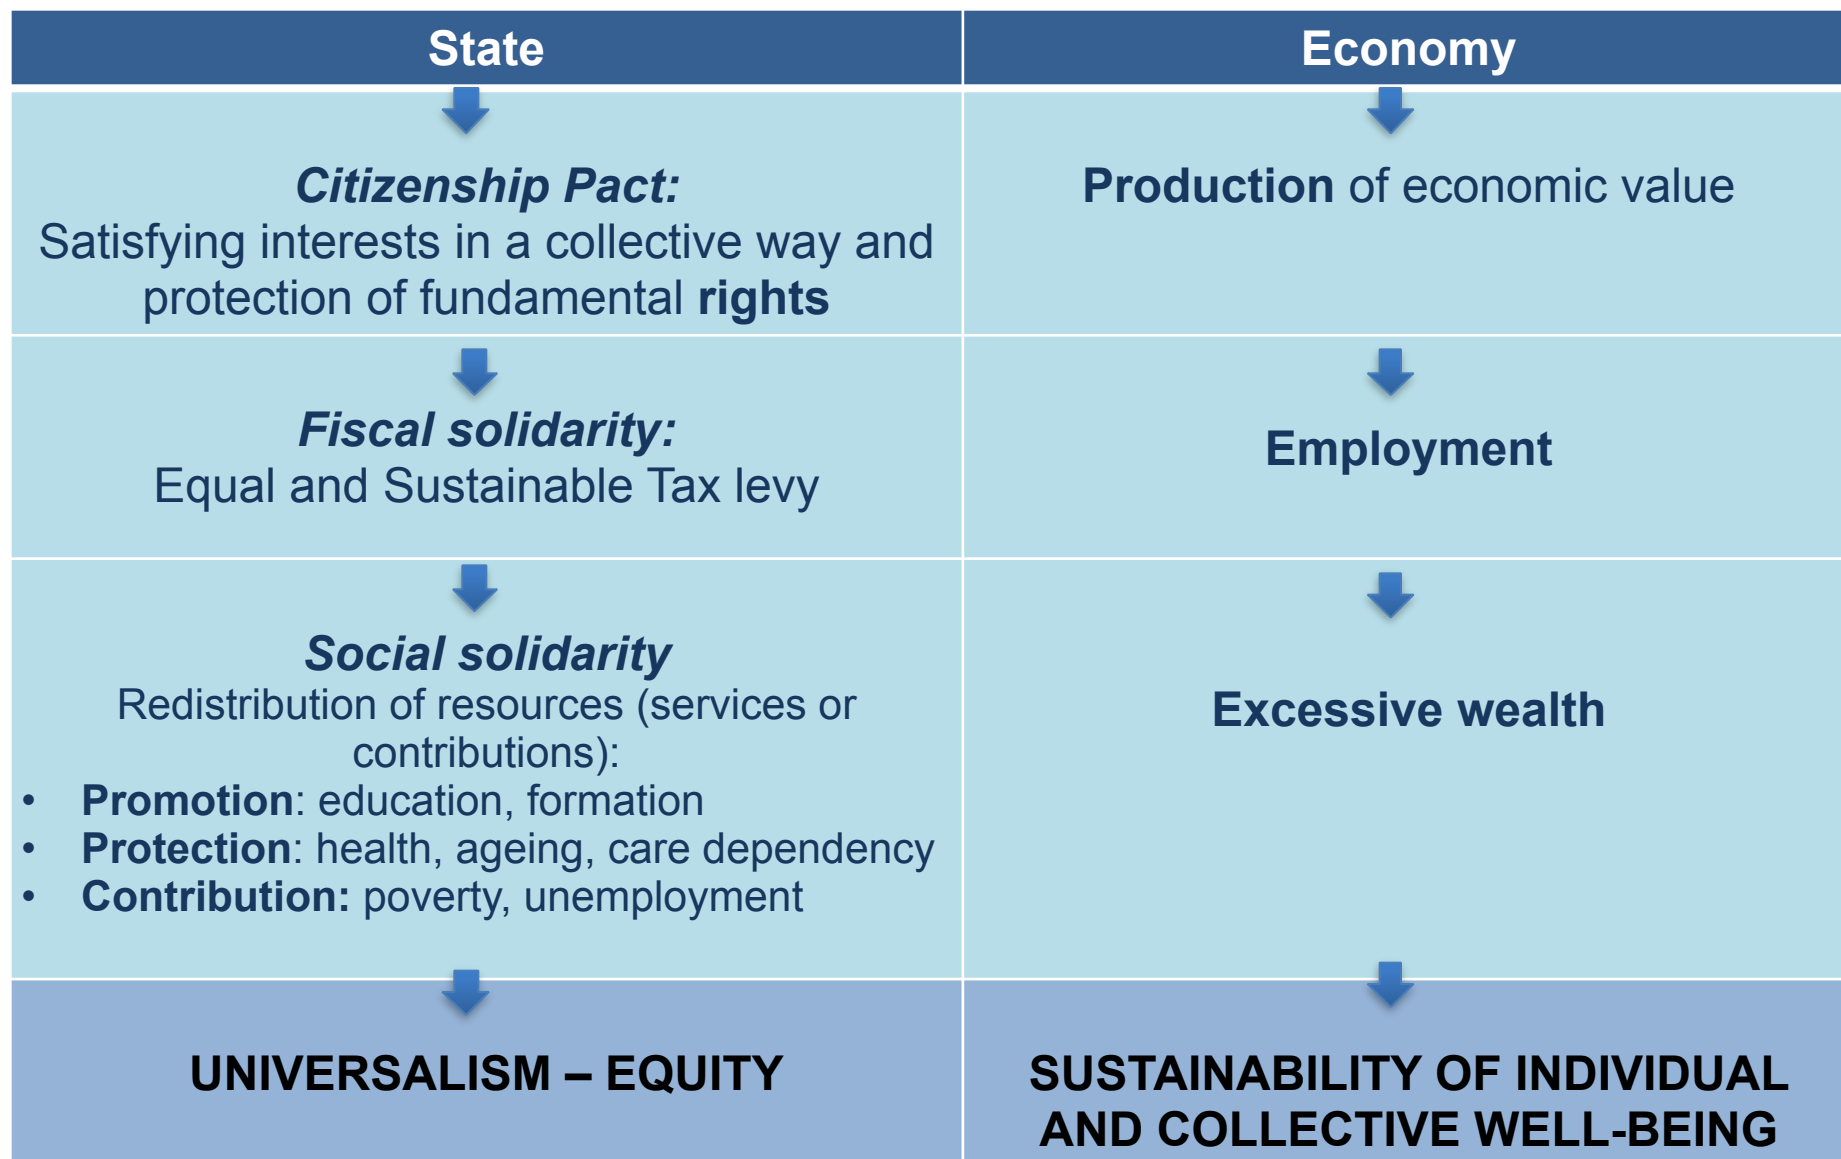 State
Economy
Citizenship Pact:
Satisfying interests in a collective way and
protection of fundamental rights
Production of economic value
Fiscal solidarity:
Equal and Sustainable Tax levy
Employment
Social solidarity
Redistribution of resources (services or
contributions):
• Promotion: education, formation
• Protection: health, ageing, care dependency
• Contribution: poverty, unemployment
Excessive wealth
UNIVERSALISM – EQUITY
SUSTAINABILITY OF INDIVIDUAL
AND COLLECTIVE WELL-BEING